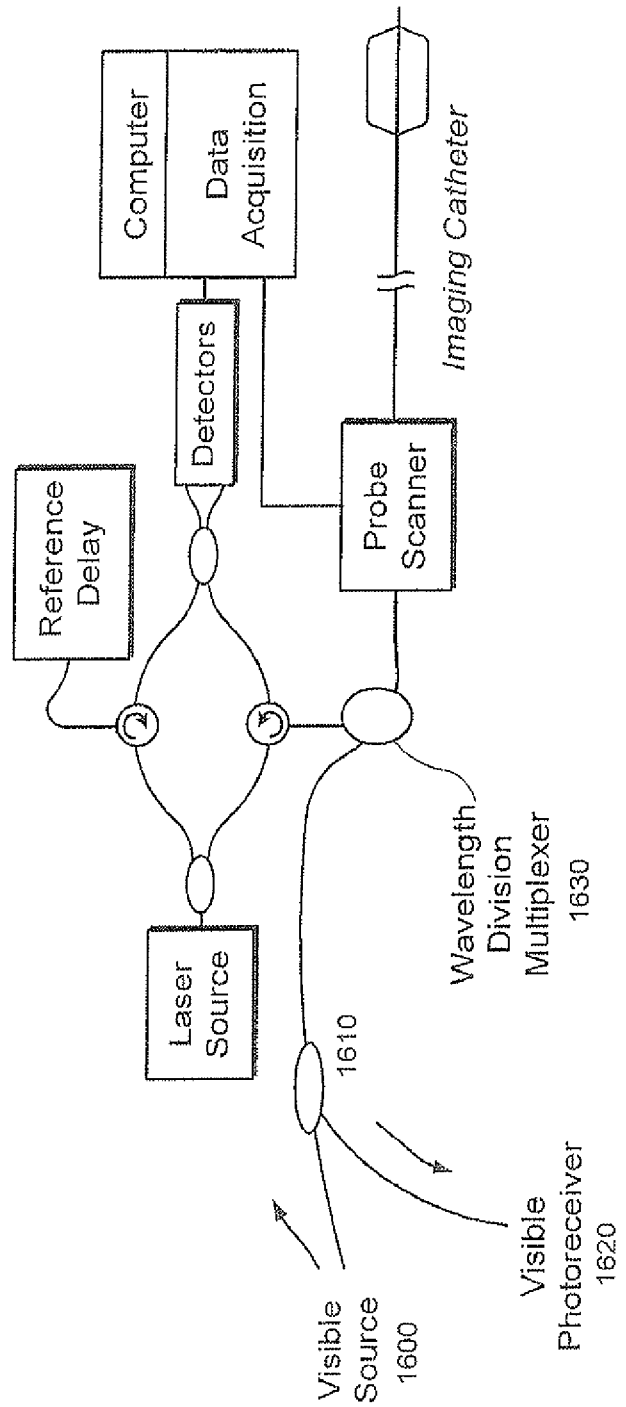 Computer
Data
Acquisition
Reference
Delay
Detectors
Laser
Source
Probe
Scanner
Imaging Catheter
Wavelength
Division
Multiplexer
1630
1610
Visible
Source
1600
Visible
Photoreceiver
1620